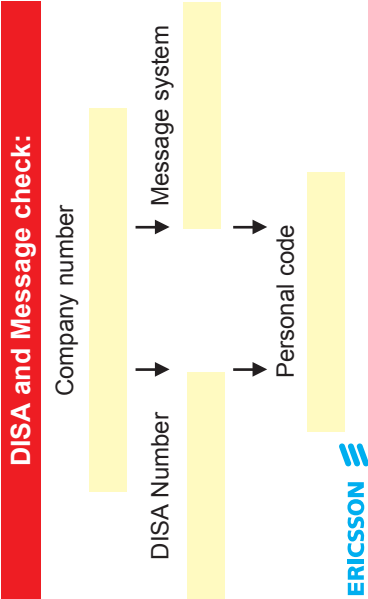 DISA and Message check:
Company number
DISA Number
Message system
Personal code
ERICSSON